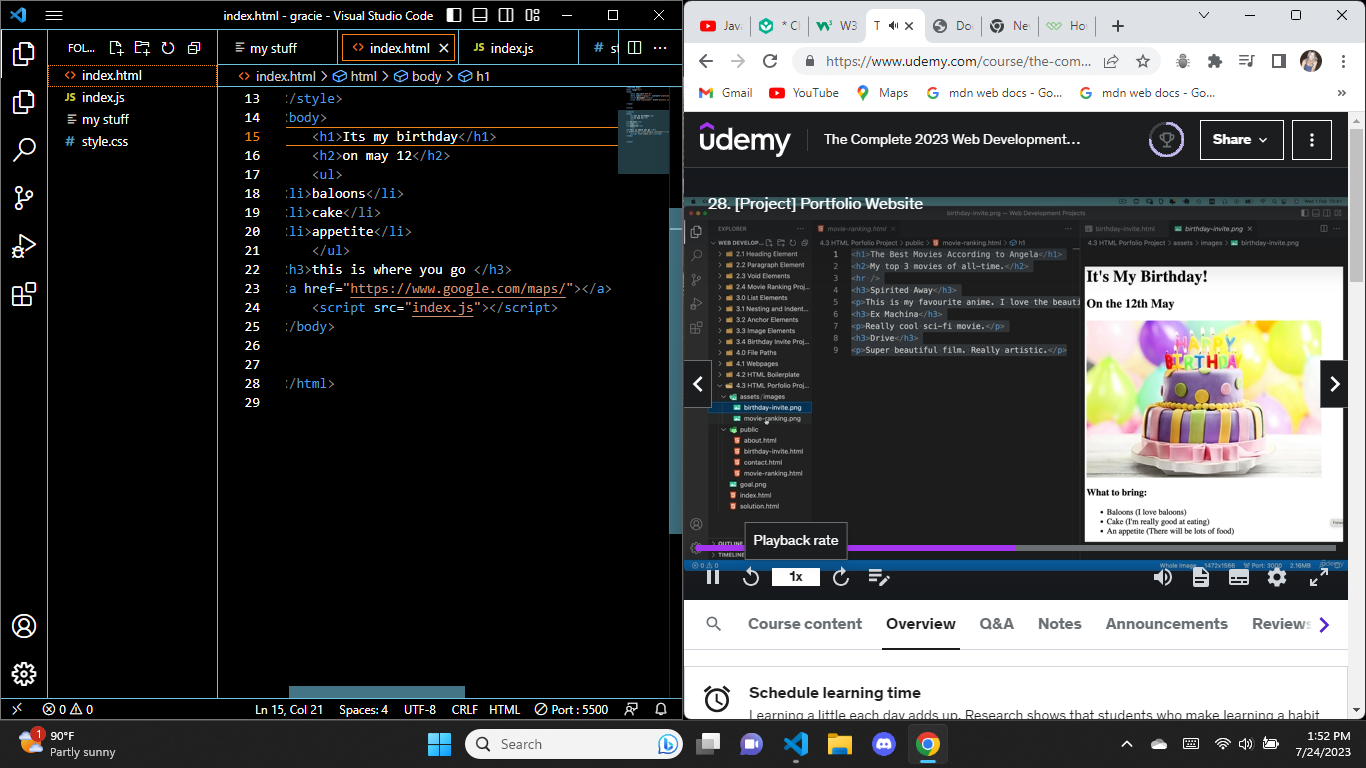 index.html - gracie - Visual Studio Code
FOL...
index.html
index.js
my stuff
style.css
my stuff
index.html
index.js
st
index.html > html > body > h1
13 </style>
14 <body>
15 <h1>Its my birthday</h1>
16 <h2>on may 12</h2>
17 <ul>
18 <li>baloons</li>
19 <li>cake</li>
20 <li>appetite</li>
21 </ul>
22 <h3>this is where you go </h3>
23 <a href="https://www.google.com/maps/"></a>
24 <script src="index.js"></script>
25 </body>
26
27
28 </html>
29
0 0
Ln 15, Col 21
Spaces: 4
UTF-8
CRLF
HTML
Port : 5500
Jav
* Cl
W3
T
Do
Ne
Ho
https://www.udemy.com/course/the-com...
Gmail
YouTube
Maps
mdn web docs - Go...
mdn web docs - Go...
»
udemy
The Complete 2023 Web Development...
Share
28. [Project] Portfolio Website
birthday-invite.png — Web Development Projects
EXPLORER
WEB DEVELOP...
2.1 Heading Element
2.2 Paragraph Element
2.3 Void Elements
2.4 Movie Ranking Proj...
3.0 List Elements
3.1 Nesting and Indent...
3.2 Anchor Elements
3.3 Image Elements
3.4 Birthday Invite Proj...
4.0 File Paths
4.1 Webpages
4.2 HTML Boilerplate
4.3 HTML Porfolio Proj...
assets/images
birthday-invite.png
movie-ranking.png
public
about.html
birthday-invite.html
contact.html
movie-ranking.html
goal.png
index.html
solution.html
OUTLINE
TIMELINE
movie-ranking.html
4.3 HTML Porfolio Project > public > movie-ranking.html > h1
1 <h1>The Best Movies According to Angela</h1>
2 <h2>My top 3 movies of all-time.</h2>
3 <hr />
4 <h3>Spirited Away</h3>
5 <p>This is my favourite anime. I love the beauti
6 <h3>Ex Machina</h3>
7 <p>Really cool sci-fi movie.</p>
8 <h3>Drive</h3>
9 <p>Super beautiful film. Really artistic.</p>
birthday-invite.html
birthday-invite.png
4.3 HTML Porfolio Project > assets > images > birthday-invite.png
It's My Birthday!
On the 12th May
HAPPY
BIRTHDAY
What to bring:
• Baloons (I love baloons)
• Cake (I'm really good at eating)
• An appetite (There will be lots of food)
0 0
Whole Image
1472x1566
Port: 3000
2.16MB
udemy
Playback rate
1x
Course content
Overview
Q&A
Notes
Announcements
Reviews
Schedule learning time
Learning a little each day adds up. Research shows that students who make learning a habit
1
90°F
Partly sunny
Search
1:52 PM
7/24/2023